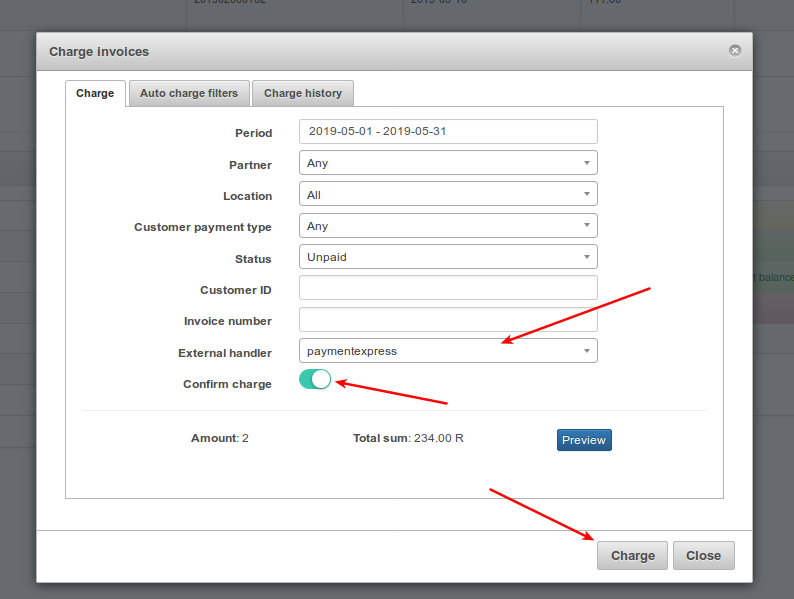 Charge invoices
Charge Auto charge filters Charge history
Period 2019-05-01 - 2019-05-31
Partner Any
Location All
Customer payment type Any
Status Unpaid
Customer ID
Invoice number
External handler paymentexpress
Confirm charge
t balance
Amount: 2 Total sum: 234.00 R Preview
Charge Close